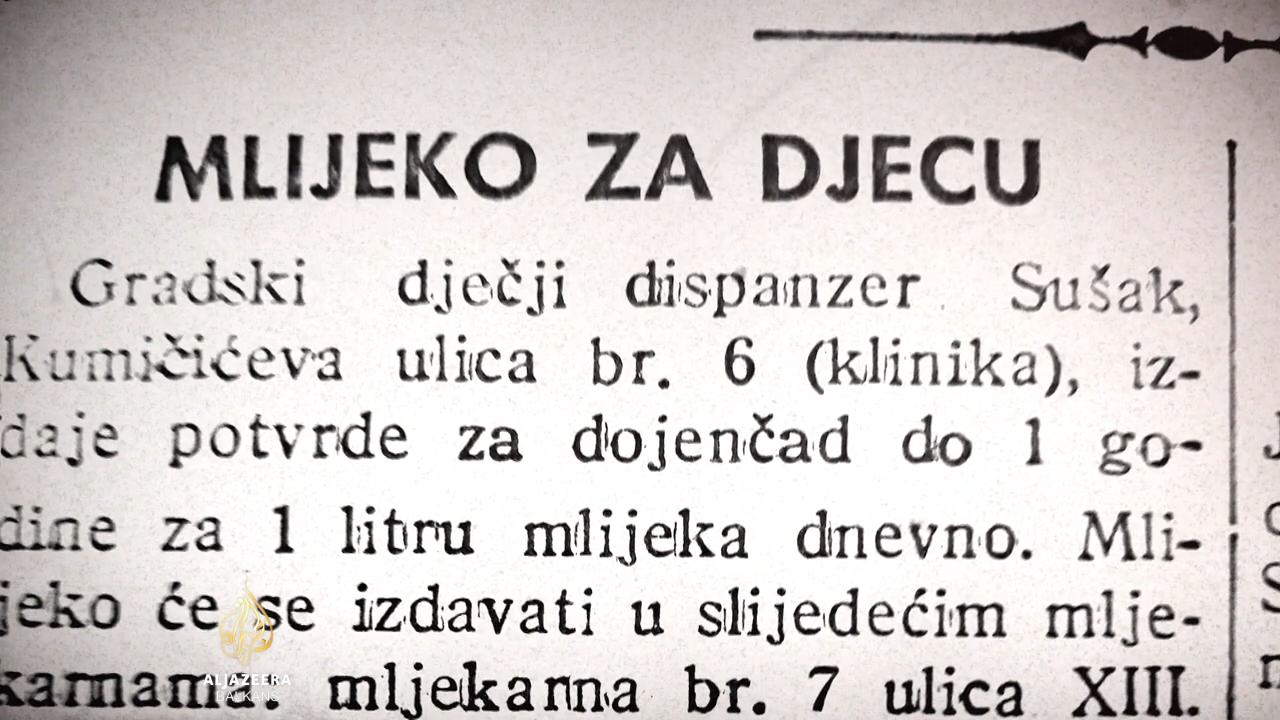 MLIJEKO ZA DJECU
Gradski dječji dispanzer Sušak,
Kumičićeva ulica br. 6 (klinika), iz-
daje potvrde za dojenčad do 1 go-
dine za 1 litru mlijeka dnevno. Mli-
jeko će se izdavati u slijedećim mlje-
karnama: mljekarna br. 7 ulica XIII.
ALJAZEERA
BALKANS